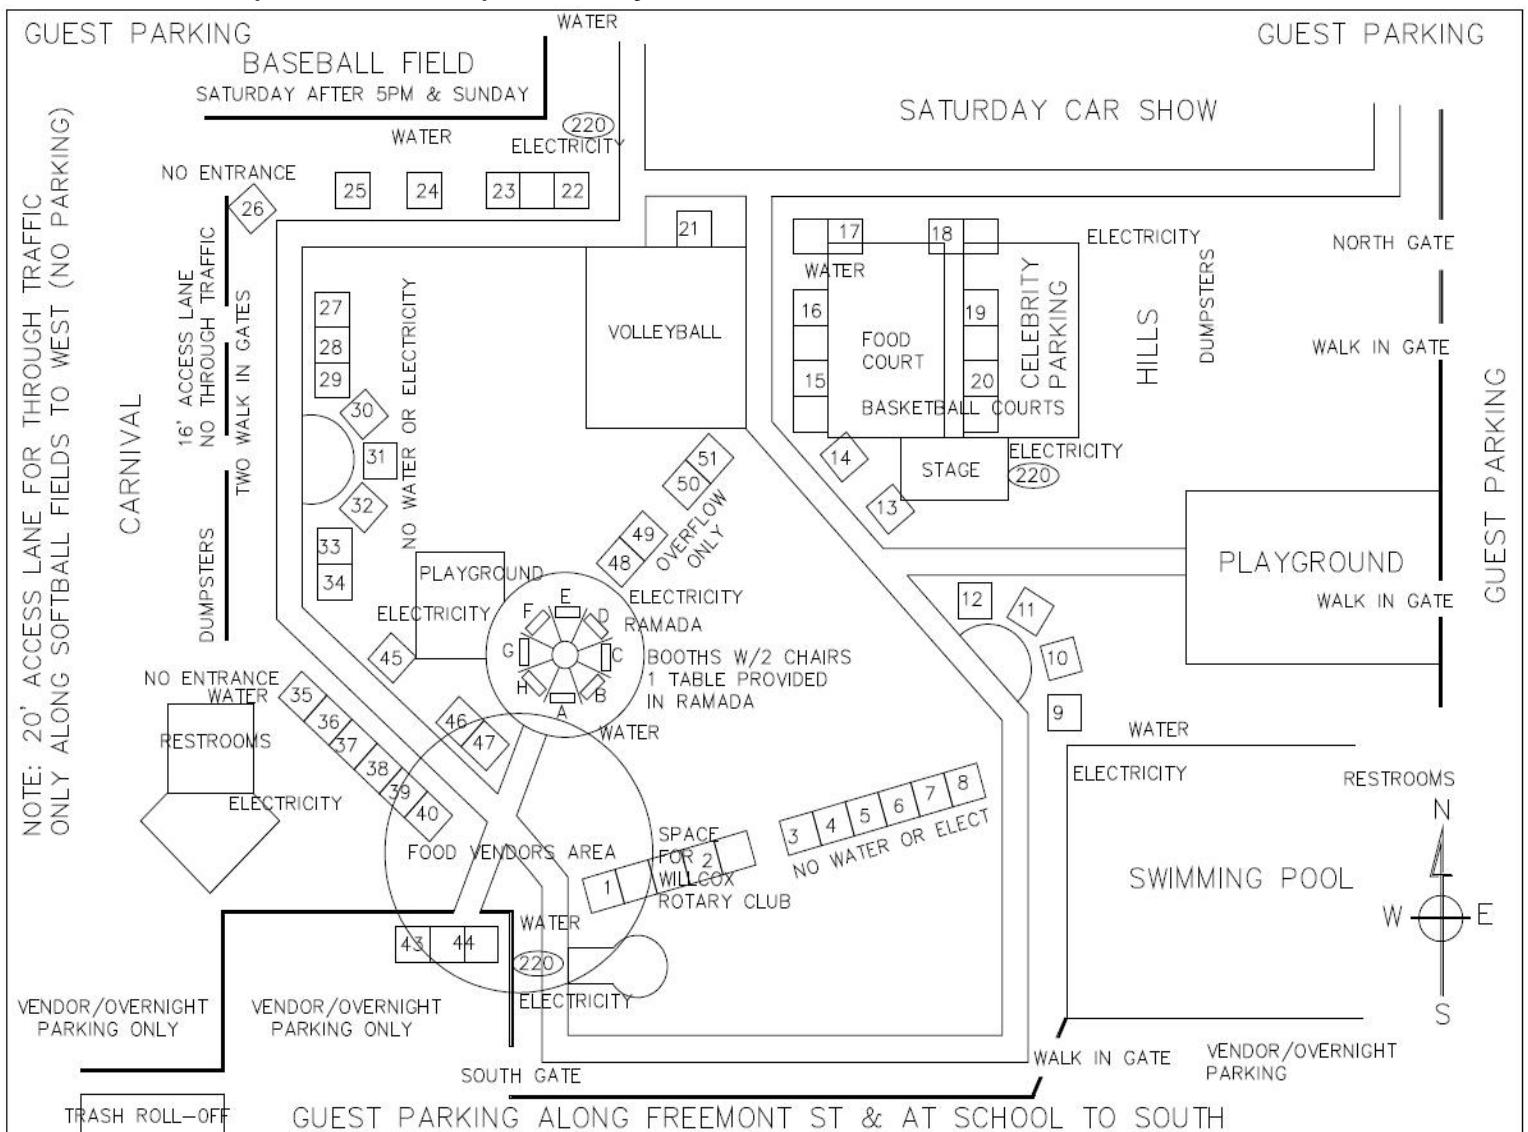 WATER
GUEST PARKING
GUEST PARKING
BASEBALL FIELD
SATURDAY AFTER 5PM & SUNDAY
SATURDAY CAR SHOW
220
WATER
ELECTRICITY
NO ENTRANCE
25
24
23
22
26
21
17
18
ELECTRICITY
NORTH GATE
WATER
NOTE: 20' ACCESS LANE FOR THROUGH TRAFFIC
ONLY ALONG SOFTBALL FIELDS TO WEST (NO PARKING)
CARNIVAL
16' ACCESS LANE
NO THROUGH TRAFFIC
TWO WALK IN GATES
DUMPSTERS
27
28
29
30
31
32
33
34
NO WATER OR ELECTRICITY
VOLLEYBALL
16
19
FOOD
COURT
15
20
BASKETBALL COURTS
CELEBRITY
PARKING
HILLS
DUMPSTERS
WALK IN GATE
GUEST PARKING
14
13
STAGE
ELECTRICITY
220
51
50
49
48
OVERFLOW
ONLY
PLAYGROUND
PLAYGROUND
WALK IN GATE
ELECTRICITY
ELECTRICITY
RAMADA
E
F
D
G
C
H
B
A
BOOTHS W/2 CHAIRS
1 TABLE PROVIDED
IN RAMADA
12
11
10
9
45
NO ENTRANCE
WATER
35
36
37
38
39
40
46
47
WATER
RESTROOMS
ELECTRICITY
WATER
ELECTRICITY
RESTROOMS
3
4
5
6
7
8
NO WATER OR ELECT
FOOD VENDORS AREA
SPACE
FOR
WILLCOX
ROTARY CLUB
1
2
SWIMMING POOL
N
W
E
S
WATER
43
44
220
ELECTRICITY
VENDOR/OVERNIGHT
PARKING ONLY
VENDOR/OVERNIGHT
PARKING ONLY
SOUTH GATE
WALK IN GATE
VENDOR/OVERNIGHT
PARKING
TRASH ROLL-OFF
GUEST PARKING ALONG FREEMONT ST & AT SCHOOL TO SOUTH